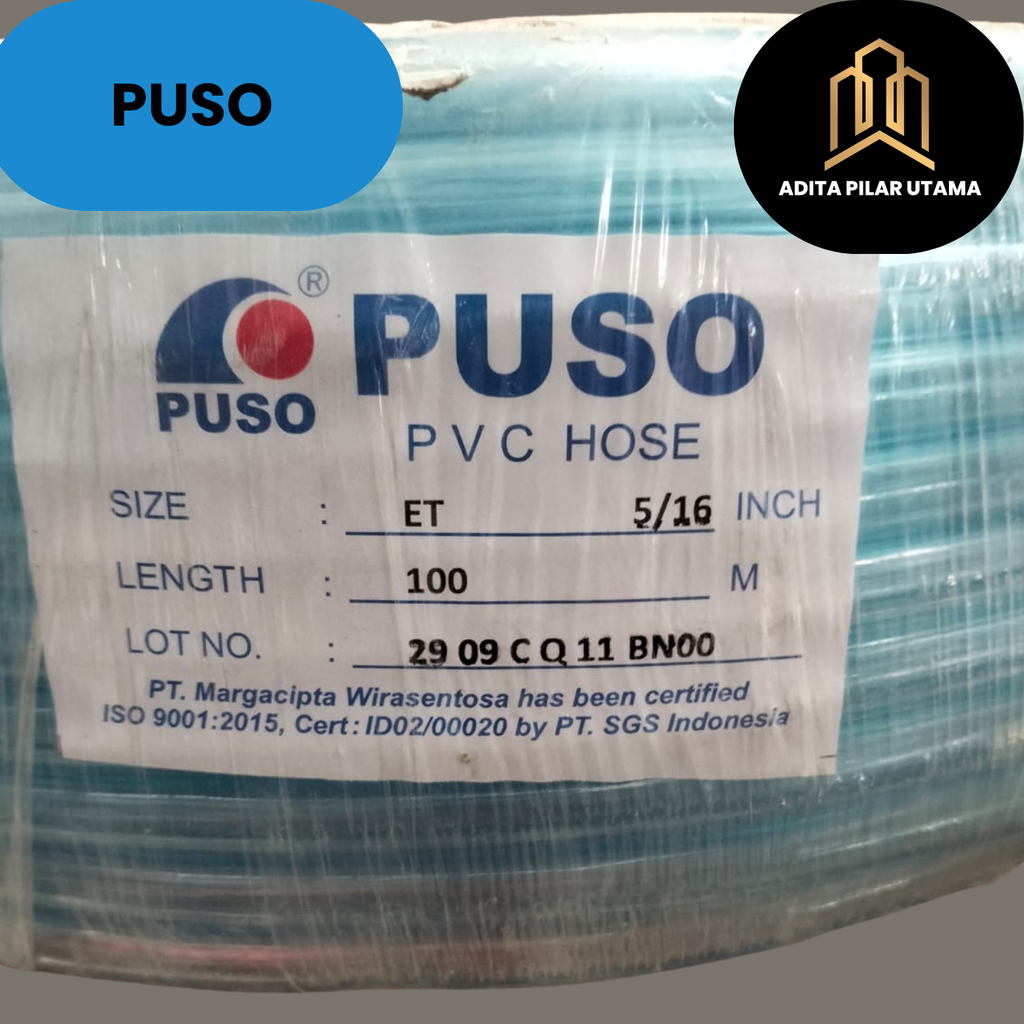 PUSO
ADITA PILAR UTAMA
®
PUSO
PUSO
PVC HOSE
SIZE : ET 5/16 INCH
LENGTH : 100 M
LOT NO. : 29 09 C Q 11 BN00
PT. Margacipta Wirasentosa has been certified
ISO 9001:2015, Cert: ID02/00020 by PT. SGS Indonesia